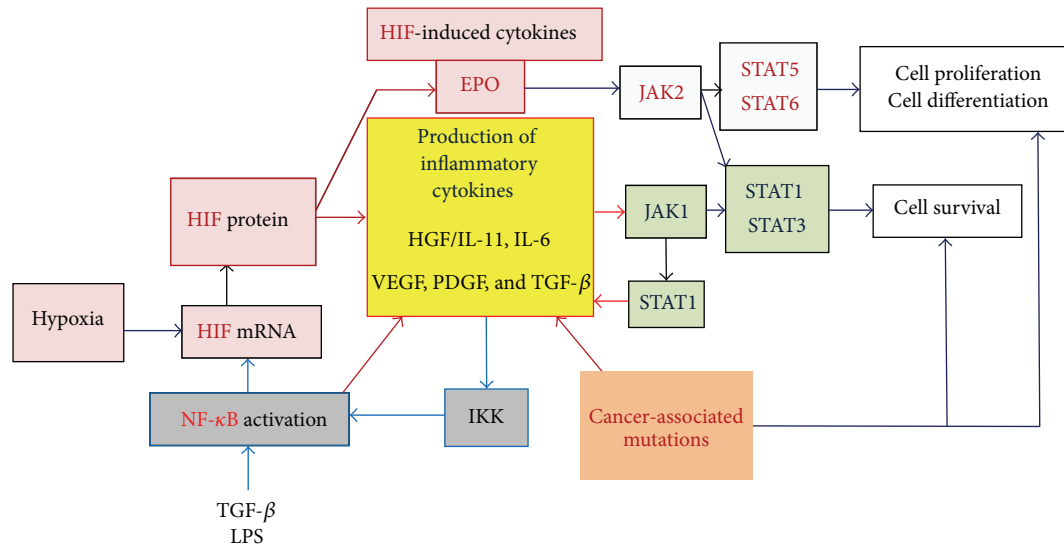 HIF-induced cytokines
EPO
JAK2
STAT5
STAT6
Cell proliferation
Cell differentiation
Production of
inflammatory
cytokines
HGF/IL-11, IL-6
VEGF, PDGF, and TGF-β
HIF protein
JAK1
STAT1
STAT3
Cell survival
STAT1
Hypoxia
HIF mRNA
NF-κB activation
IKK
Cancer-associated
mutations
TGF-β
LPS